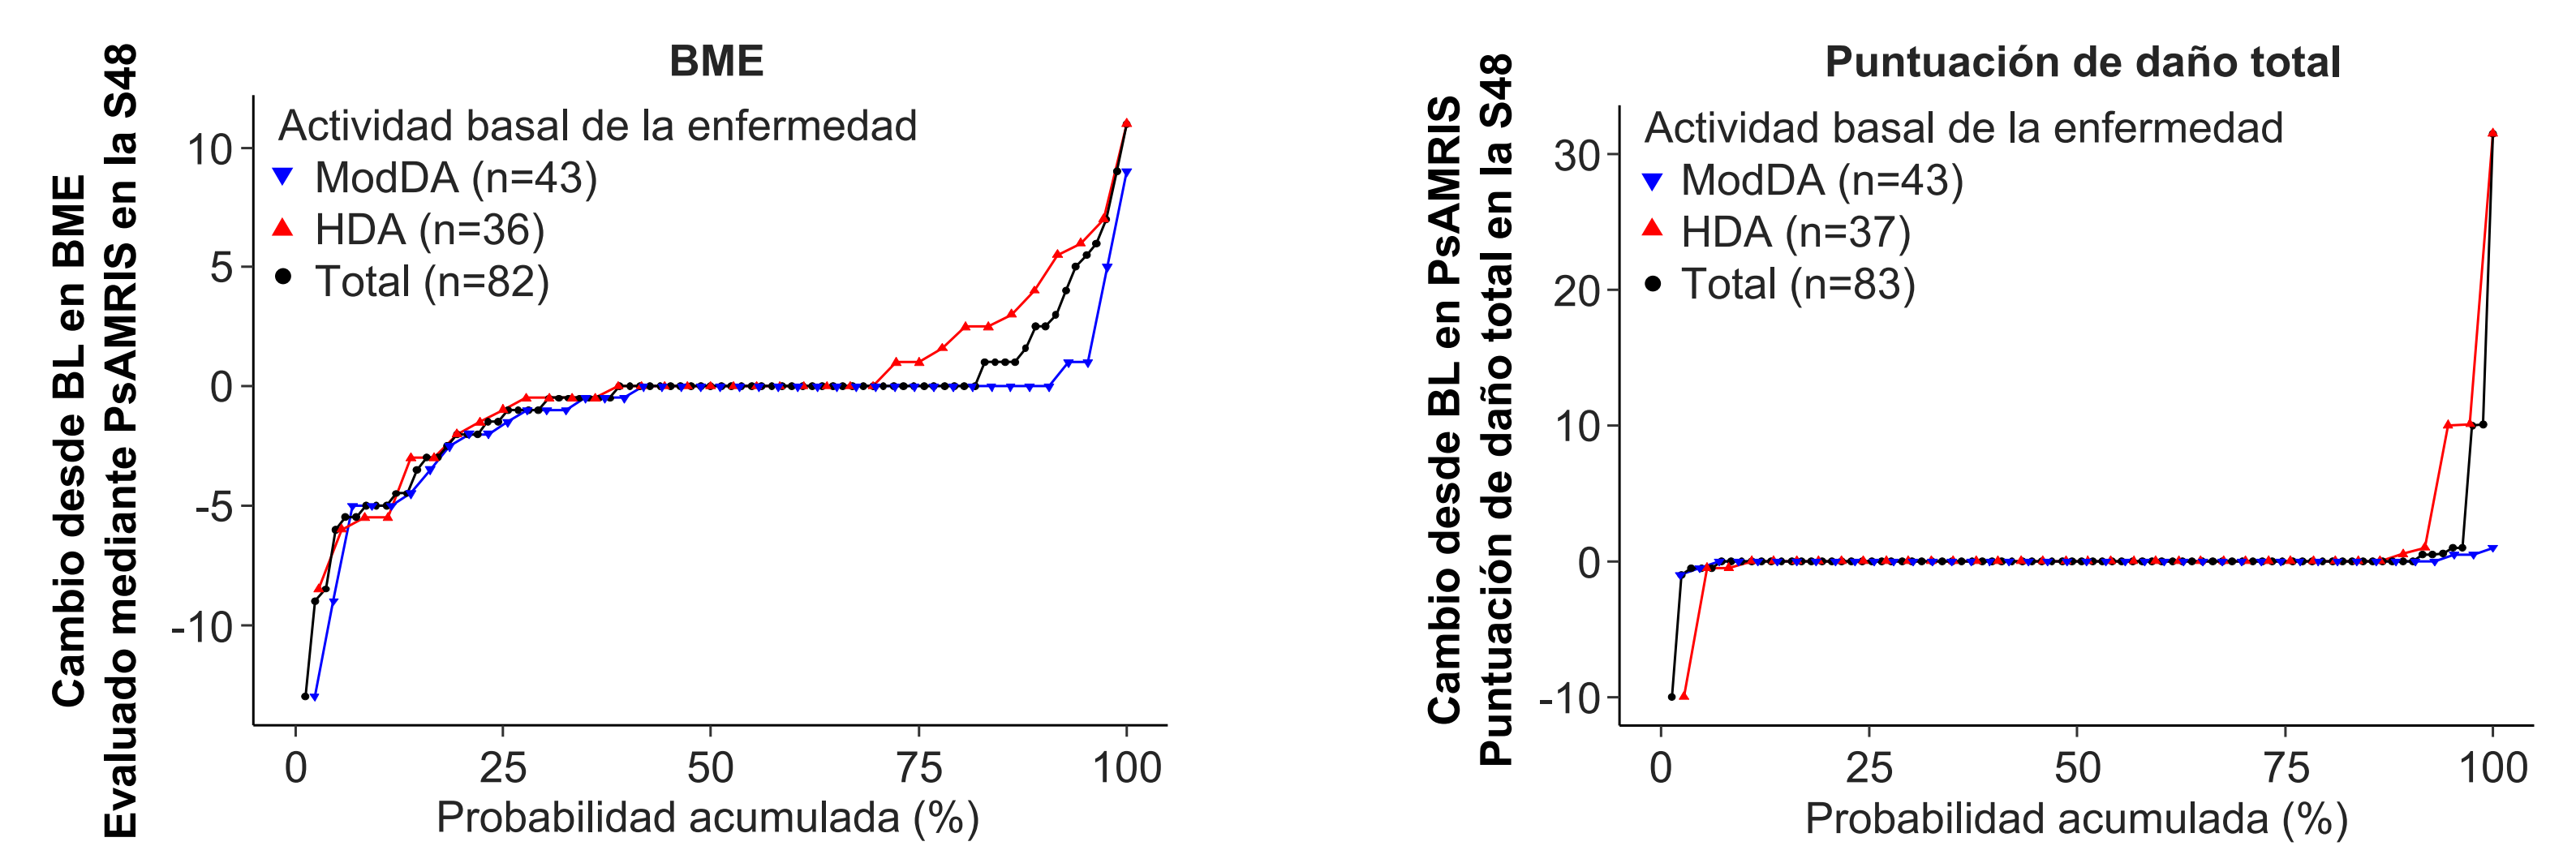 BME
Cambio desde BL en BME
Evaluado mediante PsAMRIS en la S48
Actividad basal de la enfermedad
ModDA (n=43)
HDA (n=36)
Total (n=82)
10
5
0
-5
-10
0 25 50 75 100
Probabilidad acumulada (%)
Puntuación de daño total
Cambio desde BL en PsAMRIS
Puntuación de daño total en la S48
Actividad basal de la enfermedad
ModDA (n=43)
HDA (n=37)
Total (n=83)
30
20
10
0
-10
0 25 50 75 100
Probabilidad acumulada (%)